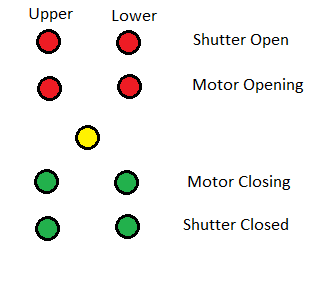 Upper Lower
Shutter Open
Motor Opening
Motor Closing
Shutter Closed